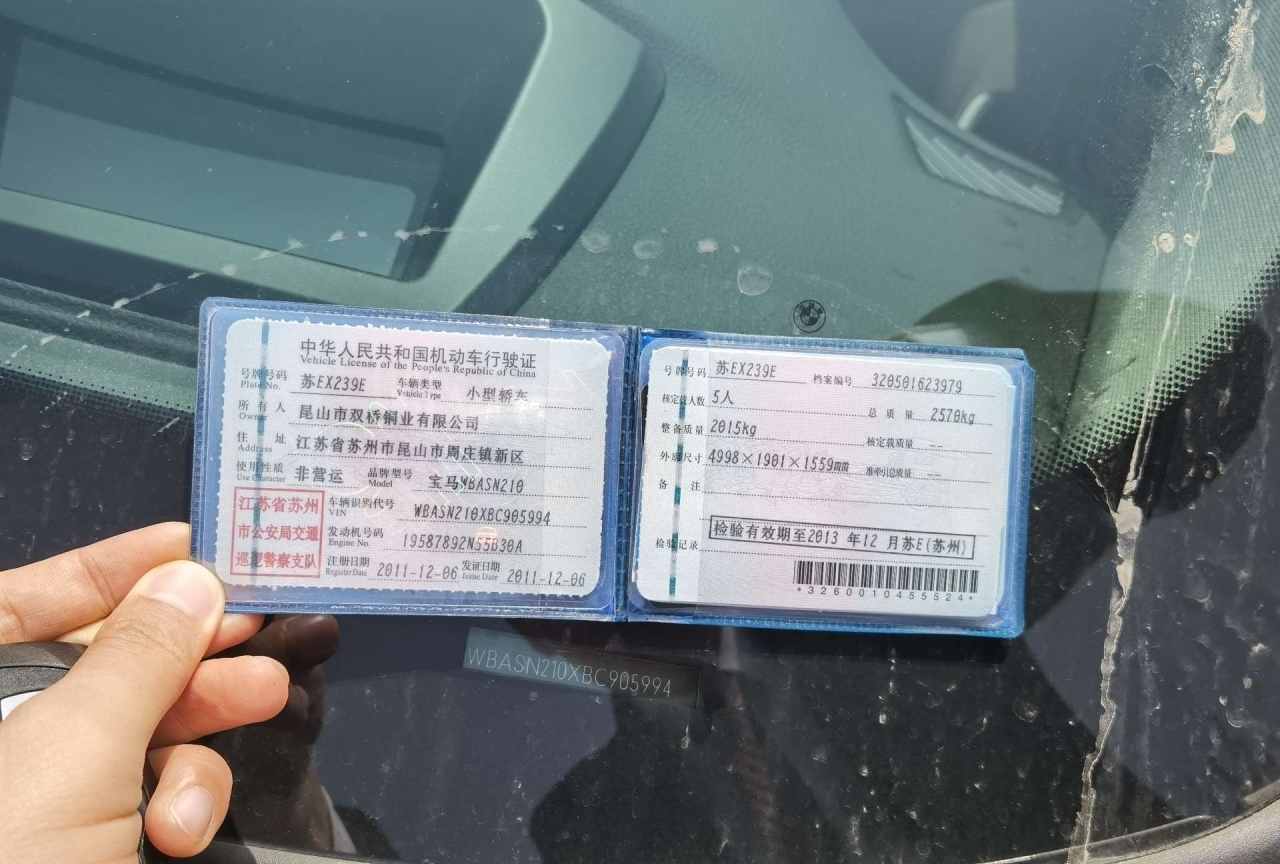 中华人民共和国机动车行驶证
Vehicle License of the People's Republic of China
号牌号码 苏EX239E 车辆类型 小型轿车
Plate No. Vehicle Type
所有人 昆山市双桥铜业有限公司
Owner
住址 江苏省苏州市昆山市周庄镇新区
Address
使用性质 非营运 品牌型号 宝马WBASN210
Use Character Model
江苏省苏州
市公安局交通
巡逻警察支队
车辆识别代号 WBASN210XBC905994
VIN
发动机号码 19587892N55B30A
Engine No.
注册日期 2011-12-06 发证日期 2011-12-06
Register Date Issue Date
号牌号码 苏EX239E 档案编号 320501623979
核定载人数 5人 总质量 2570kg
整备质量 2015kg 核定载质量 --
外廓尺寸 4998×1901×1559mm 准牵引总质量
备注
检验记录 检验有效期至2013 年12 月苏E(苏州)
*3260010455524*
WBASN210XBC905994